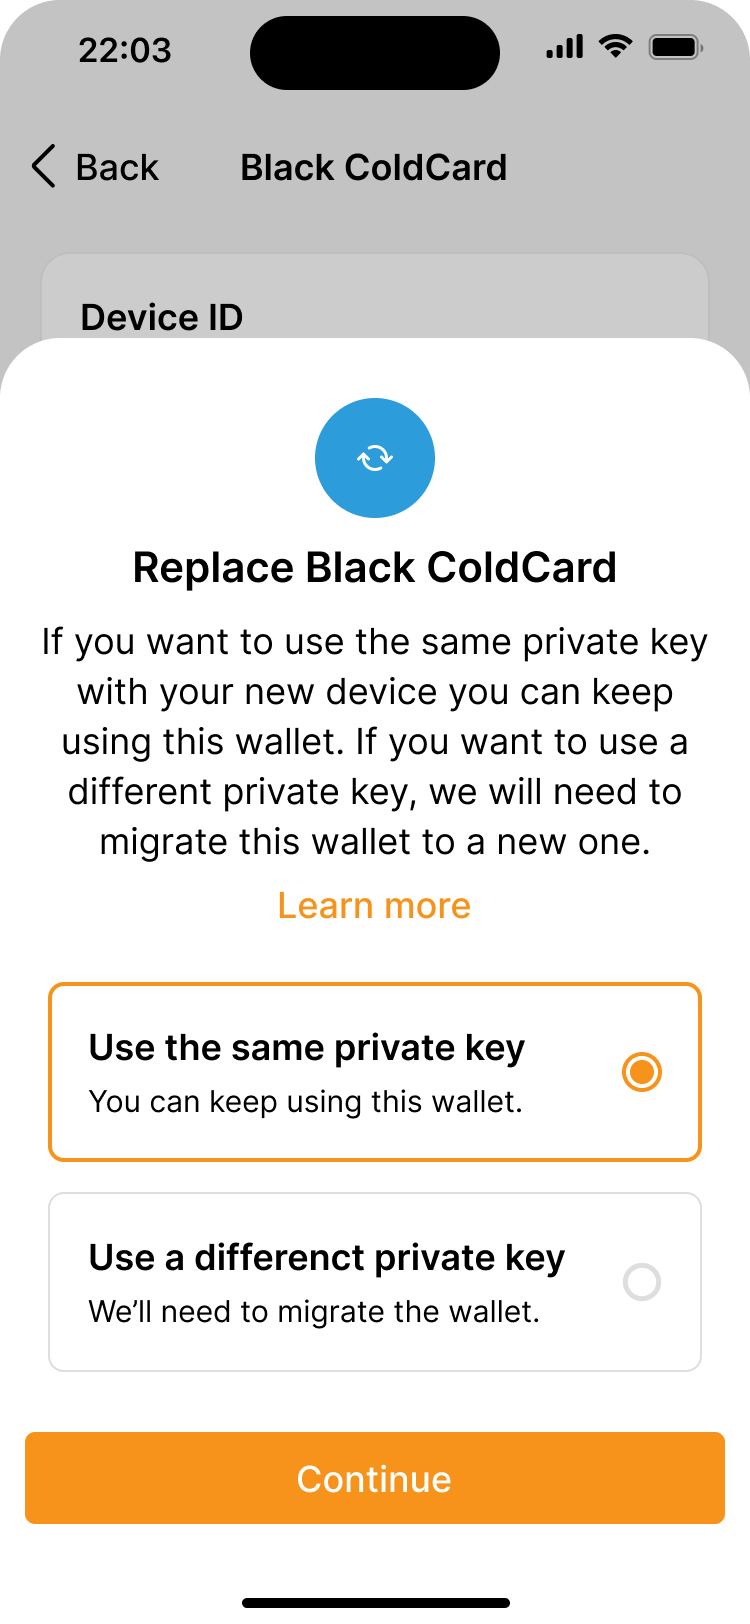 22:03
Back
Black ColdCard
Device ID
Replace Black ColdCard
If you want to use the same private key
with your new device you can keep
using this wallet. If you want to use a
different private key, we will need to
migrate this wallet to a new one.
Learn more
Use the same private key
You can keep using this wallet.
Use a differenct private key
We’ll need to migrate the wallet.
Continue